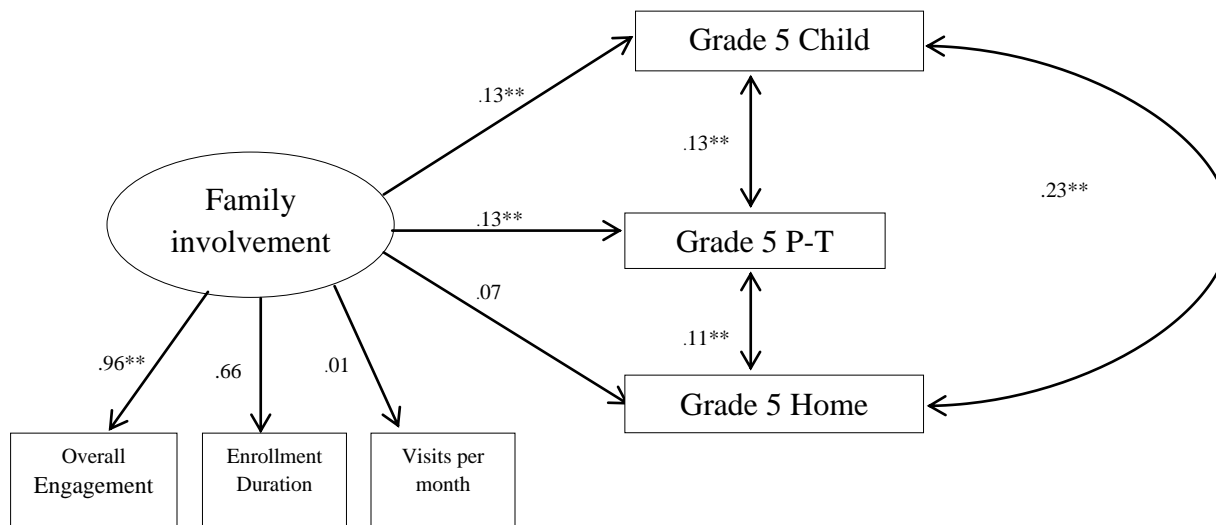 Grade 5 Child
.13**
.13**
.23**
Family
involvement
.13**
Grade 5 P-T
.07
.11**
.96**
.66
.01
Grade 5 Home
Overall
Engagement
Enrollment
Duration
Visits per
month